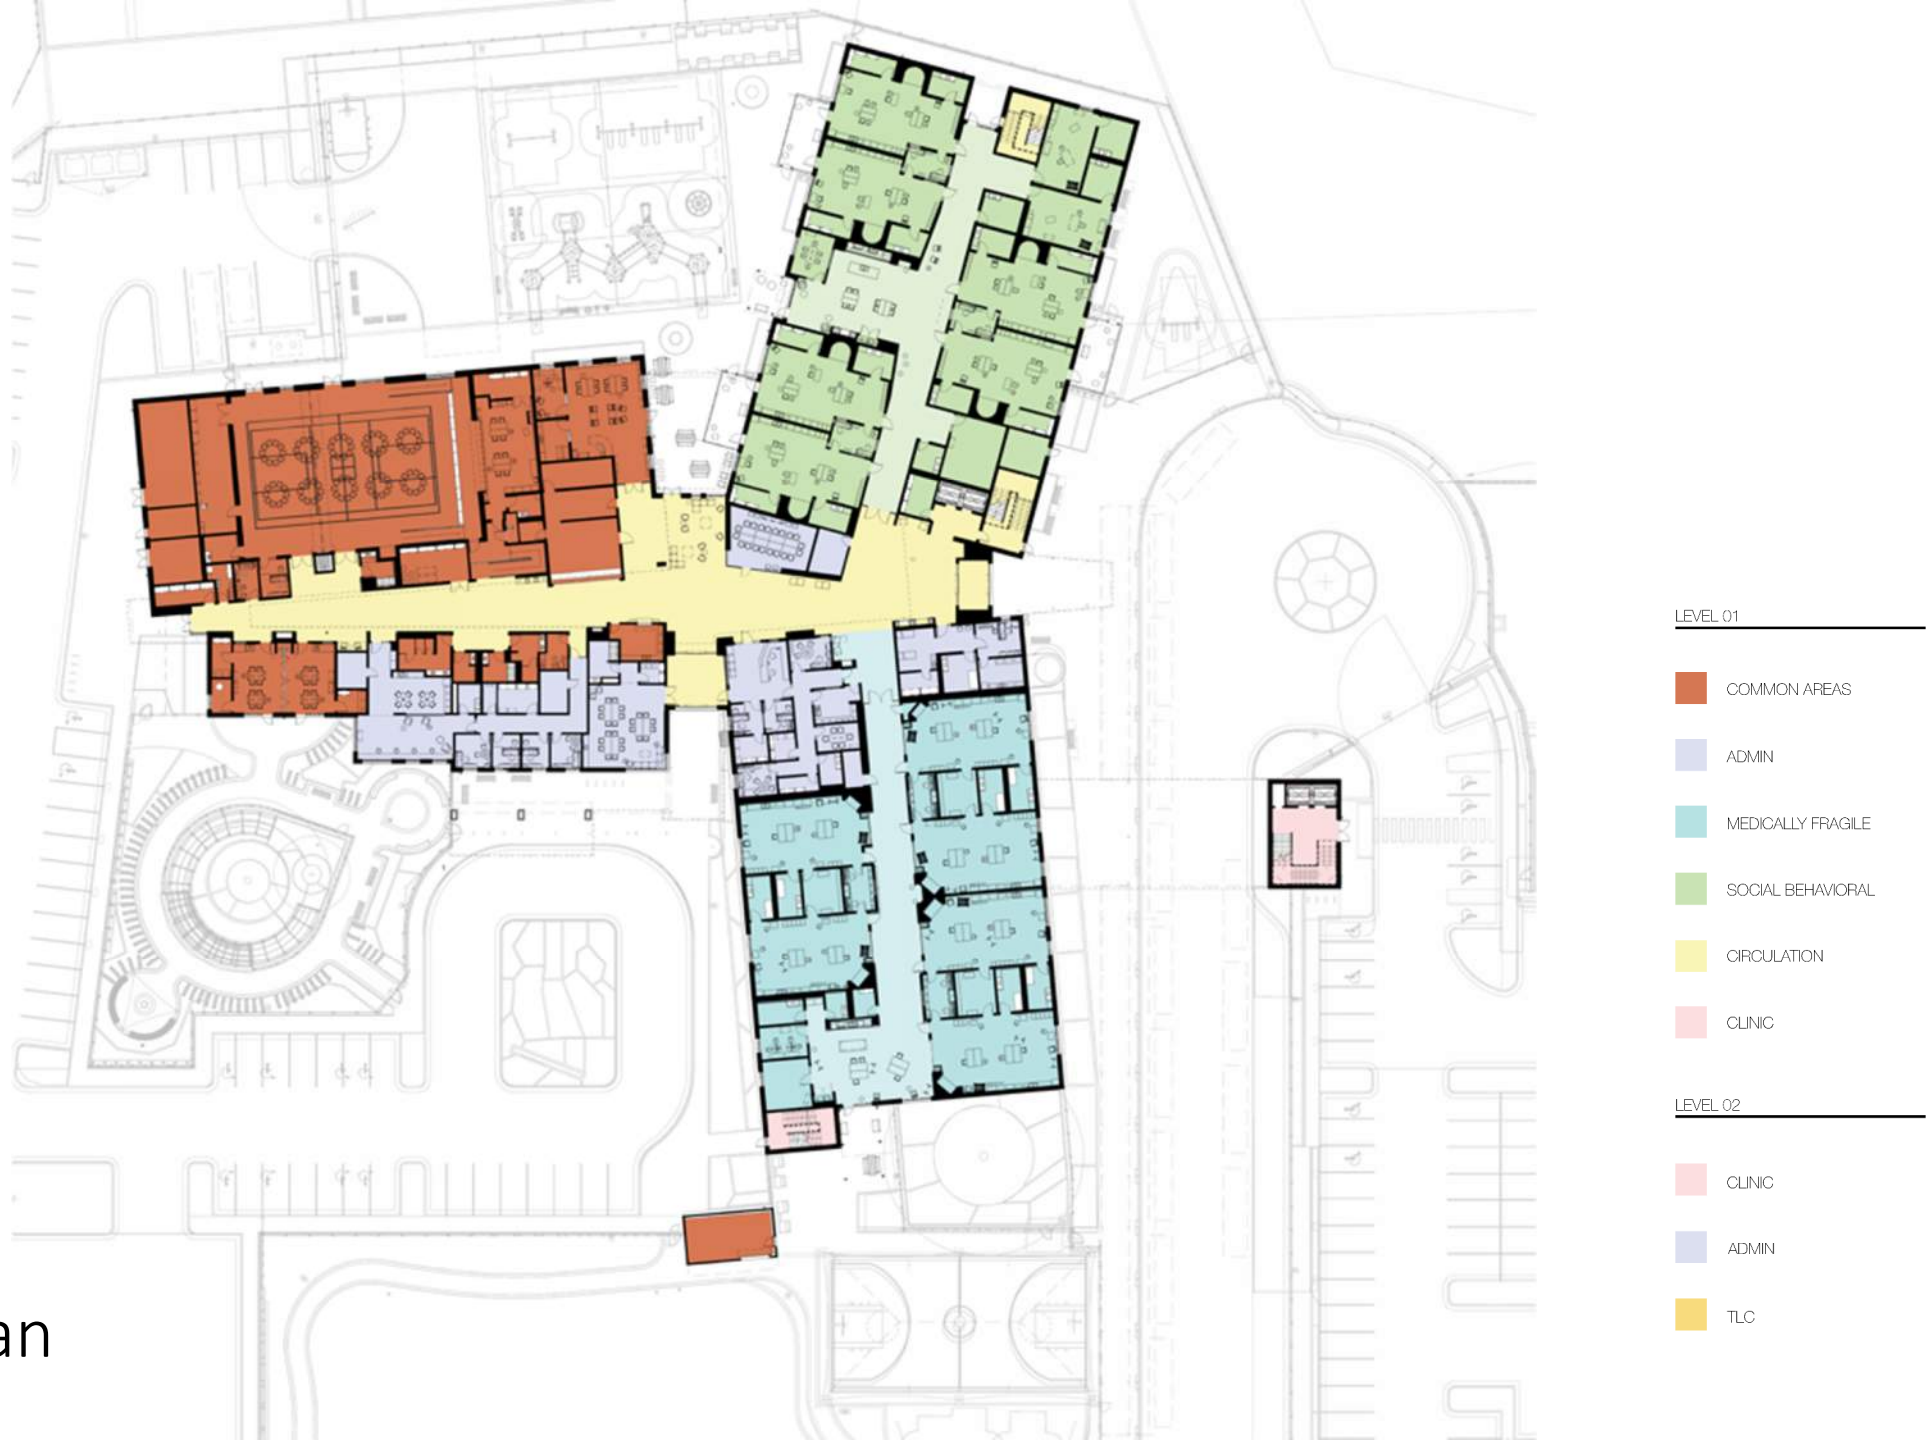 LEVEL 01
COMMON AREAS
ADMIN
MEDICALLY FRAGILE
SOCIAL BEHAVIORAL
CIRCULATION
CLINIC
LEVEL 02
CLINIC
ADMIN
TLC
an